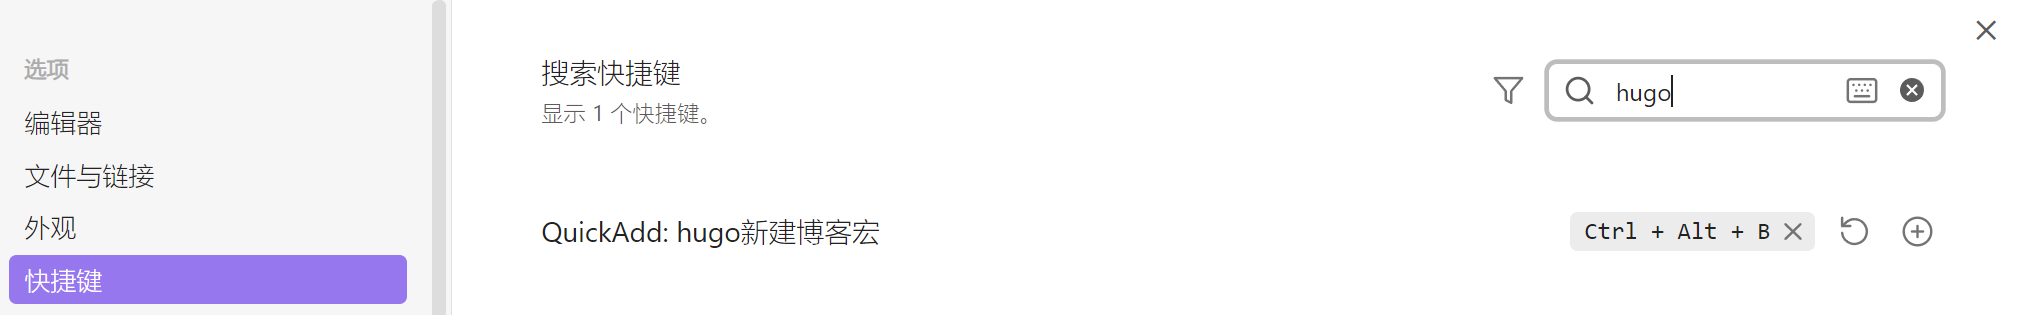 选项
编辑器
文件与链接
外观
快捷键
搜索快捷键
显示 1 个快捷键。
hugo
QuickAdd: hugo新建博客宏
Ctrl + Alt + B